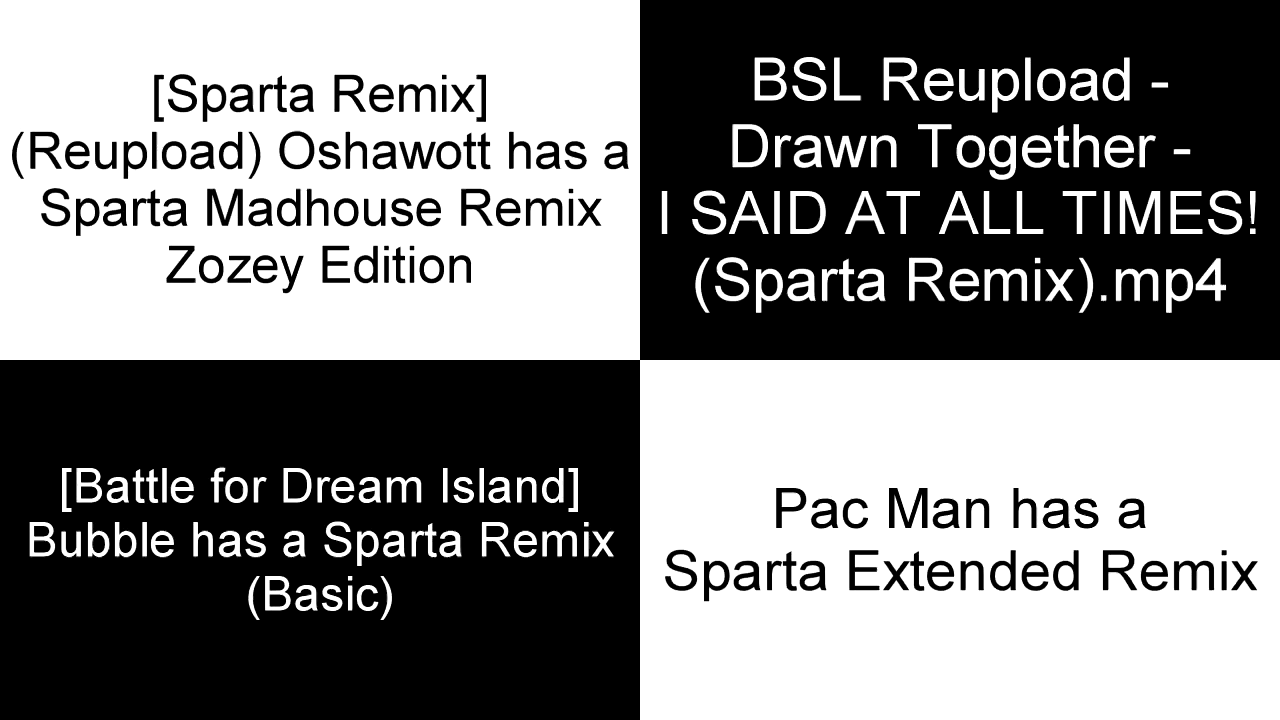 [Sparta Remix]
(Reupload) Oshawott has a
Sparta Madhouse Remix
Zozey Edition
BSL Reupload -
Drawn Together -
I SAID AT ALL TIMES!
(Sparta Remix).mp4
[Battle for Dream Island]
Bubble has a Sparta Remix
(Basic)
Pac Man has a
Sparta Extended Remix